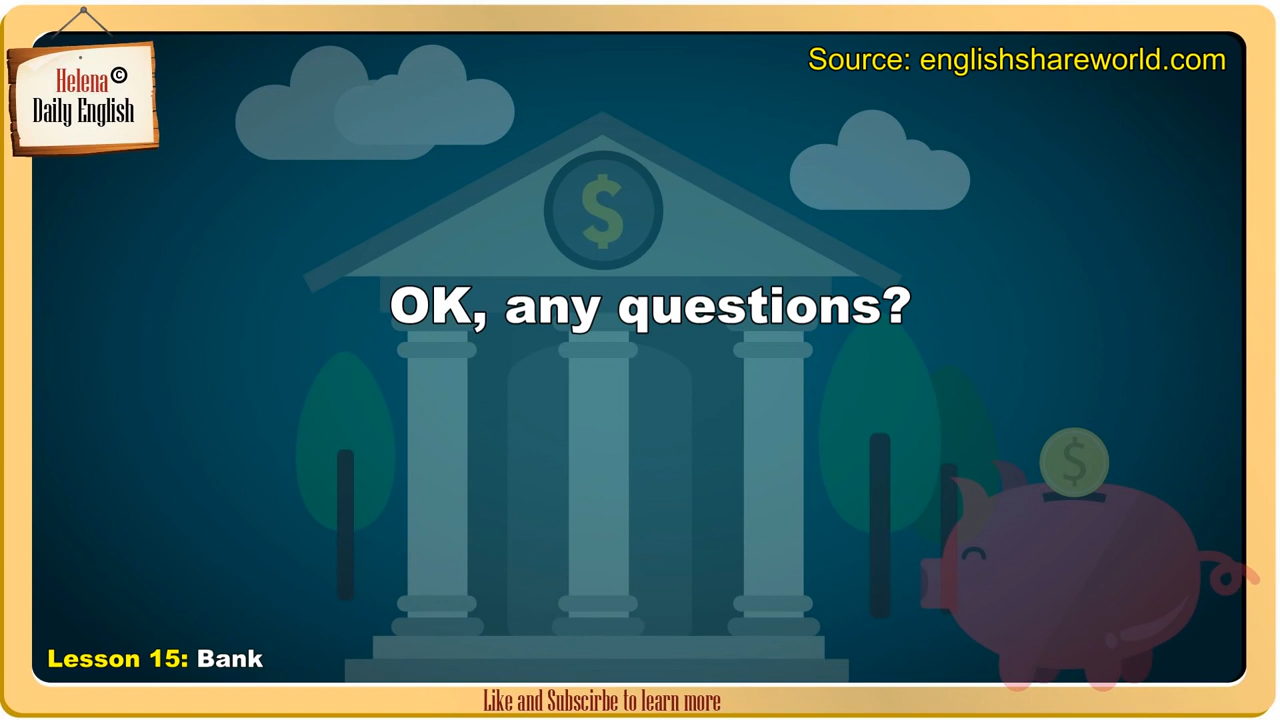 Helena ©
Daily English
Source: englishshareworld.com
$
OK, any questions?
$
Lesson 15: Bank
Like and Subscirbe to learn more